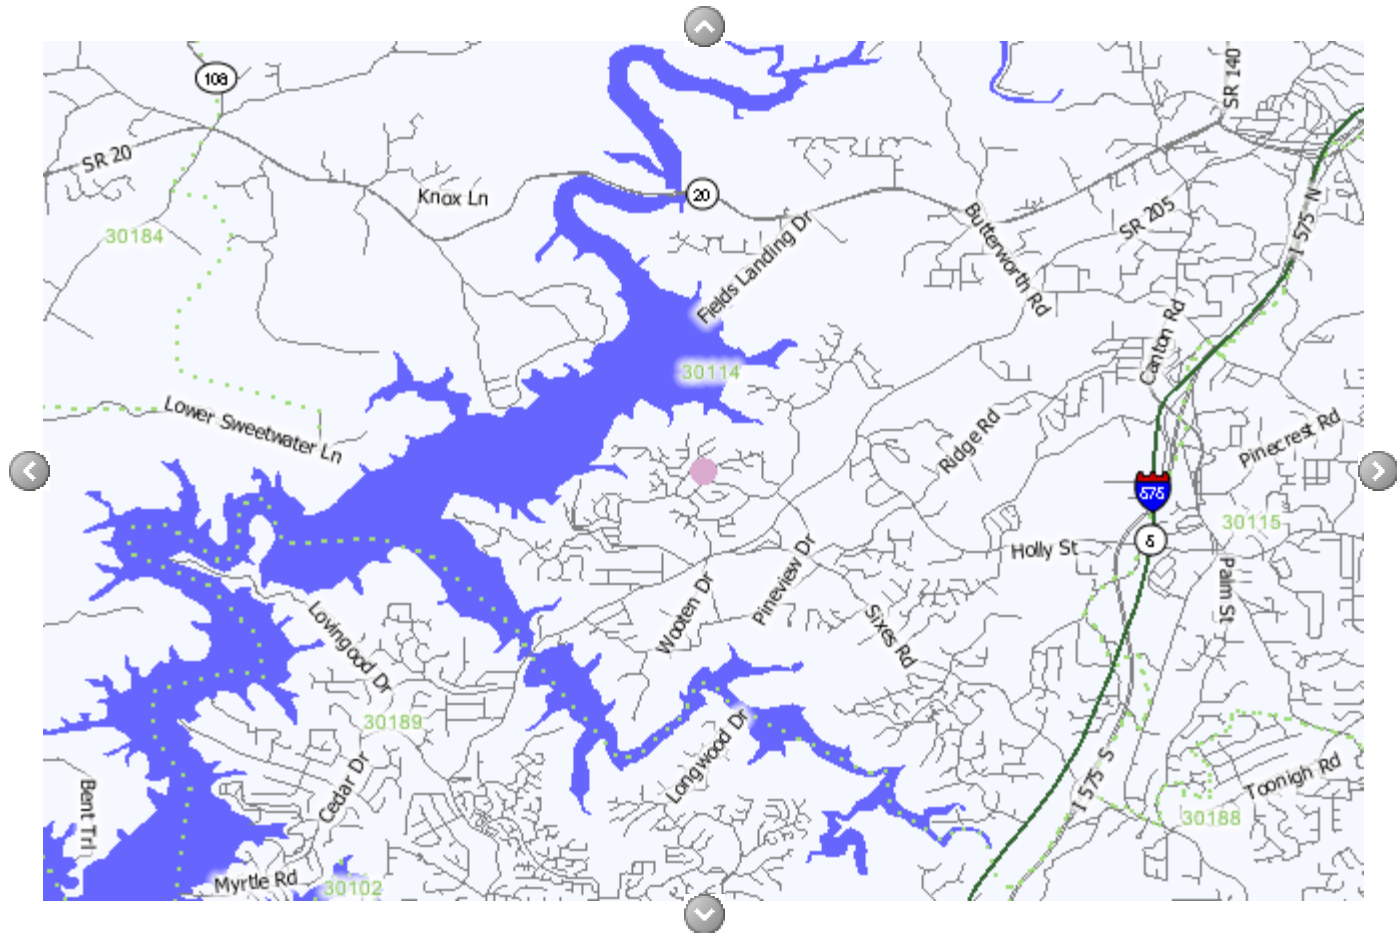 108
SR 140
SR 20
Knox Ln
20
30184
Fields Landing Dr
Butterworth Rd
SR 205
I 575 N
30114
Canton Rd
Lower Sweetwater Ln
Ridge Rd
Pinecrest Rd
575
30115
5
Holly St
Pineview Dr
Wooten Dr
Palm St
Lovingood Dr
Sixes Rd
30189
Longwood Dr
Cedar Dr
I 575 S
Toonigh Rd
Bent Trl
30188
Myrtle Rd
30102